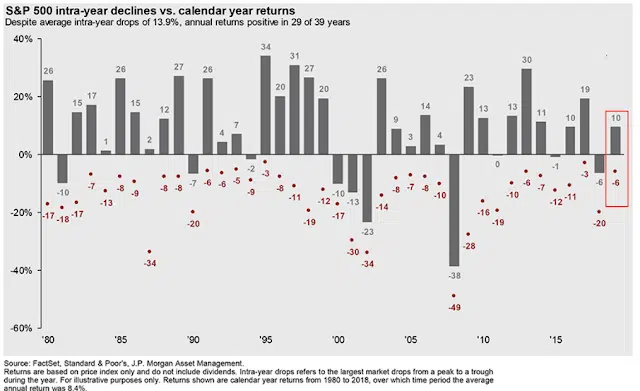 S&P 500 intra-year declines vs. calendar year returns
Despite average intra-year drops of 13.9%, annual returns positive in 29 of 39 years
40%
20%
0%
-20%
-40%
-60%
26 -10 15 17 1 26 15 2 12 27 -7 26 4 7 -2 34 20 31 27 20 -10 -13 -23 26 9 3 14 4 -38 23 13 0 13 30 11 -1 10 19 -6 10
-17 -18 -17 -7 -13 -8 -9 -34 -8 -8 -20 -6 -6 -5 -9 -3 -8 -11 -19 -12 -17 -30 -34 -14 -8 -7 -8 -10 -49 -28 -16 -19 -10 -6 -7 -12 -11 -3 -20 -6
'80 '85 '90 '95 '00 '05 '10 '15
Source: FactSet, Standard & Poor's, J.P. Morgan Asset Management.
Returns are based on price index only and do not include dividends. Intra-year drops refers to the largest market drops from a peak to a trough
during the year. For illustrative purposes only. Returns shown are calendar year returns from 1980 to 2018, over which time period the average
annual return was 8.4%.